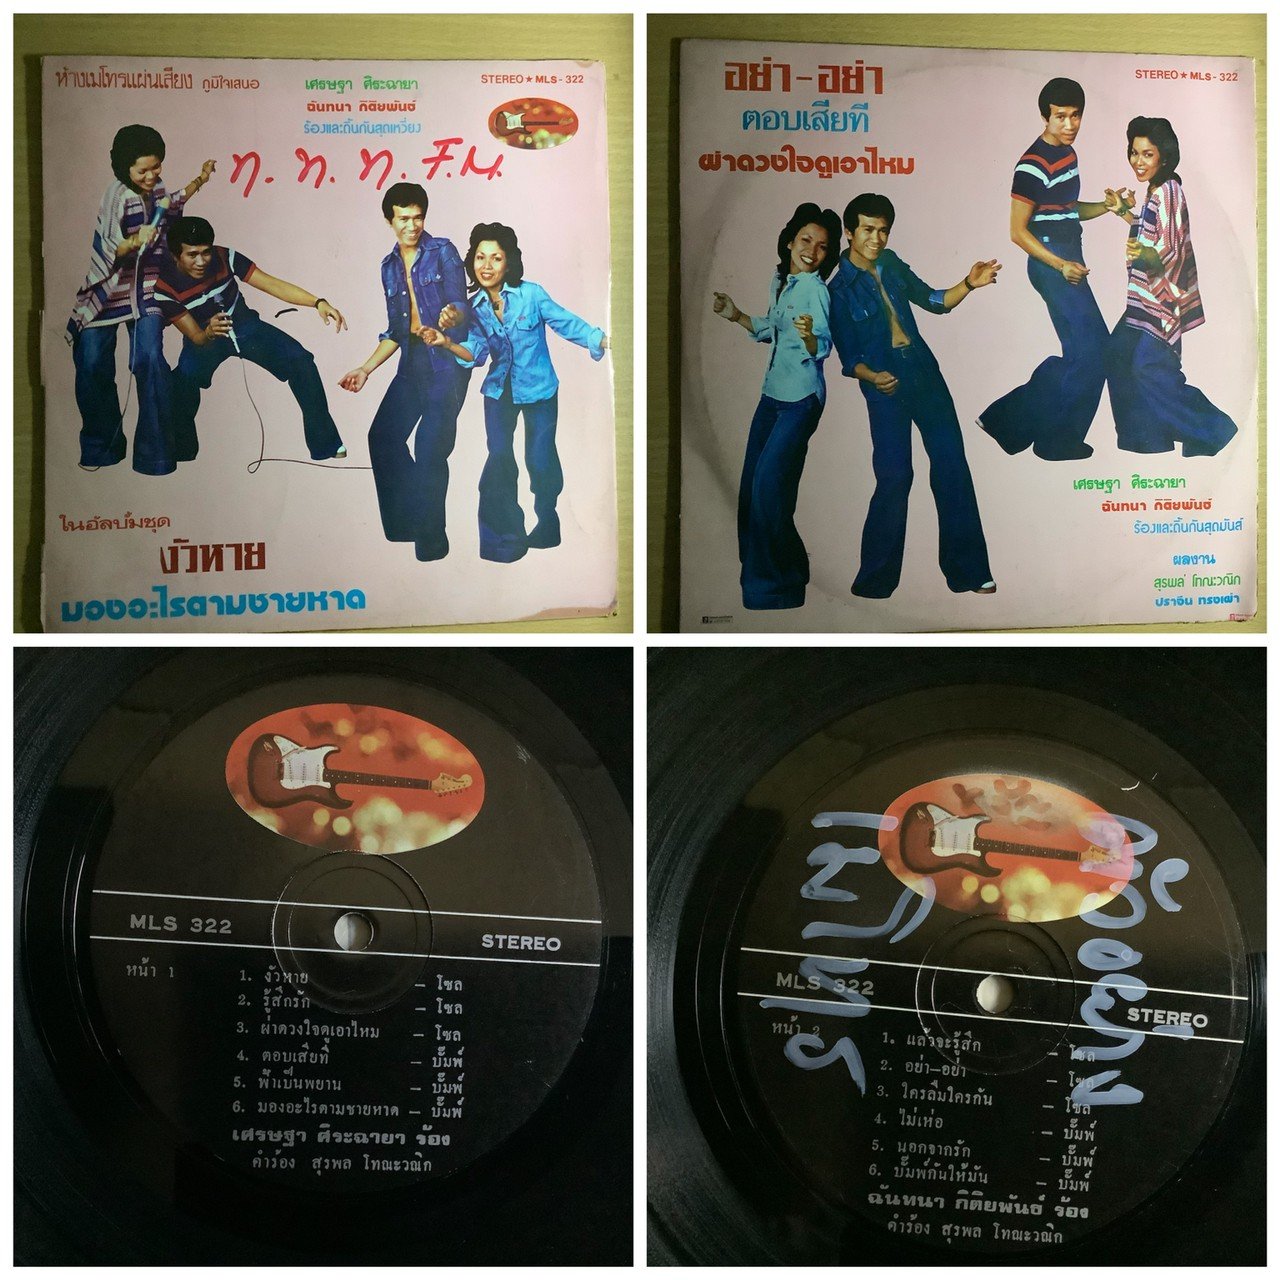 ห้างเมโทรแผ่นเสียง ภูมิใจเสนอ
เศรษฐา ศิระฉายา
ฉันทนา กิติยพันธ์
ร้องและดิ้นกันสุดเหวี่ยง
STEREO ★ MLS - 322
ท. ท. ท. F.M.
ในอัลบั้มชุด
งัวหาย
มองอะไรตามชายหาด
อย่า - อย่า
ตอบเสียที
ผ่าดวงใจดูเอาไหม
STEREO ★ MLS - 322
เศรษฐา ศิระฉายา
ฉันทนา กิติยพันธ์
ร้องและดิ้นกันสุดมันส์
ผลงาน
สุรพล โทณะวณิก
ปราจีน ทรงเผ่า
MLS 322
STEREO
หน้า 1
1. งัวหาย – โซล
2. รู้สึกรัก – โซล
3. ผ่าดวงใจดูเอาไหม – โซล
4. ตอบเสียที – บั๊มพ์
5. ฟ้าเป็นพยาน – บั๊มพ์
6. มองอะไรตามชายหาด – บั๊มพ์
เศรษฐา ศิระฉายา ร้อง
คำร้อง สุรพล โทณะวณิก
MLS 322
STEREO
หน้า 2
1. แล้วจะรู้สึก – โซล
2. อย่า–อย่า – โซล
3. ใครลืมใครกัน – โซล
4. ไม่เห่อ – บั๊มพ์
5. นอกจากรัก – บั๊มพ์
6. บั๊มพ์กันให้มัน – บั๊มพ์
ฉันทนา กิติยพันธ์ ร้อง
คำร้อง สุรพล โทณะวณิก